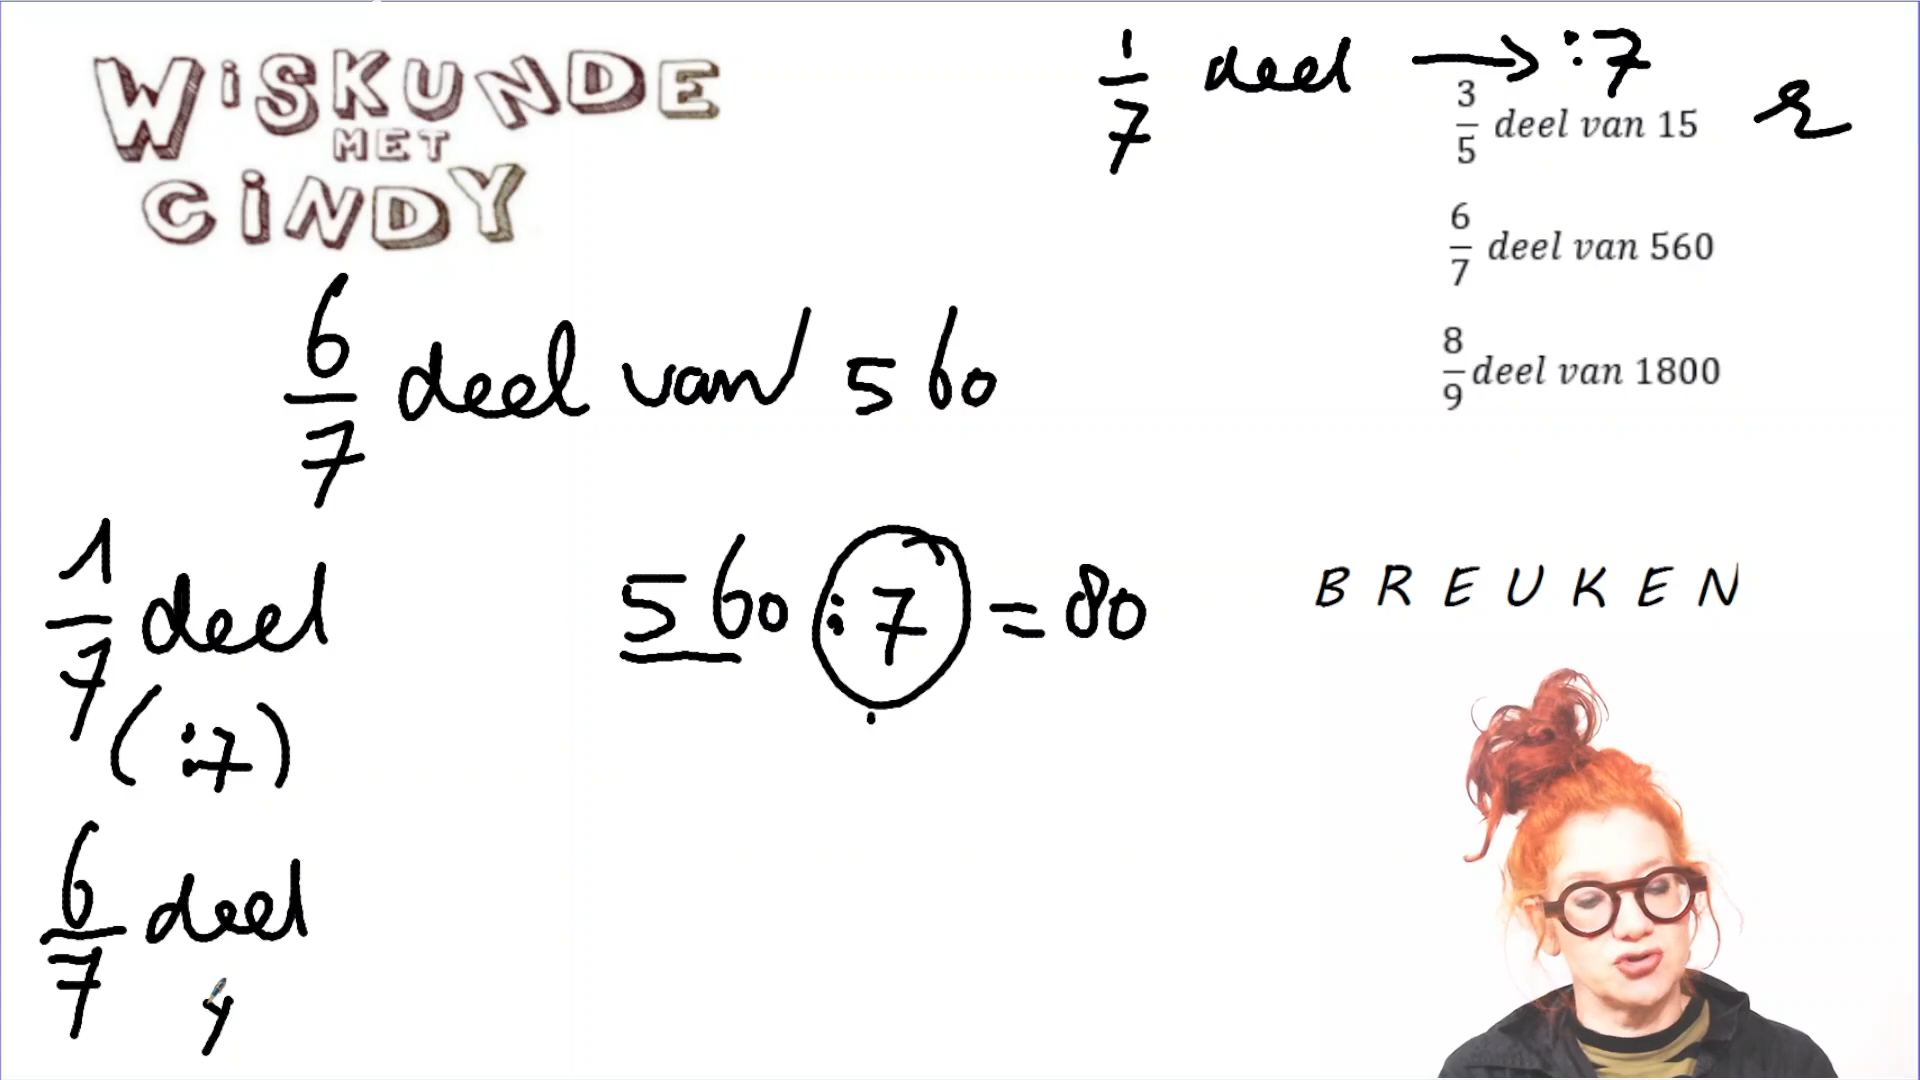 WiSKUNDE
MET
CiNDY
1/7 deel → :7
3/5 deel van 15
6/7 deel van 560
8/9 deel van 1800
6/7 deel van 560
1/7 deel
(:7)
560 :7 = 80
6/7 deel
BREUKEN